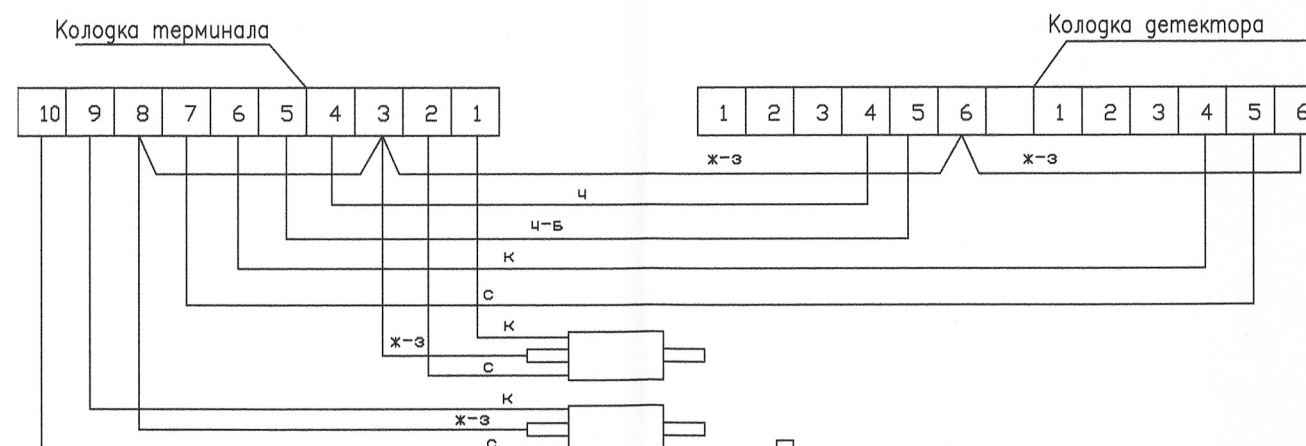 Колодка терминала
Колодка детектора
10 9 8 7 6 5 4 3 2 1
1 2 3 4 5 6 1 2 3 4 5 6
ж-з
ж-з
ч
ч-б
к
с
к
ж-з
с
к
ж-з
с